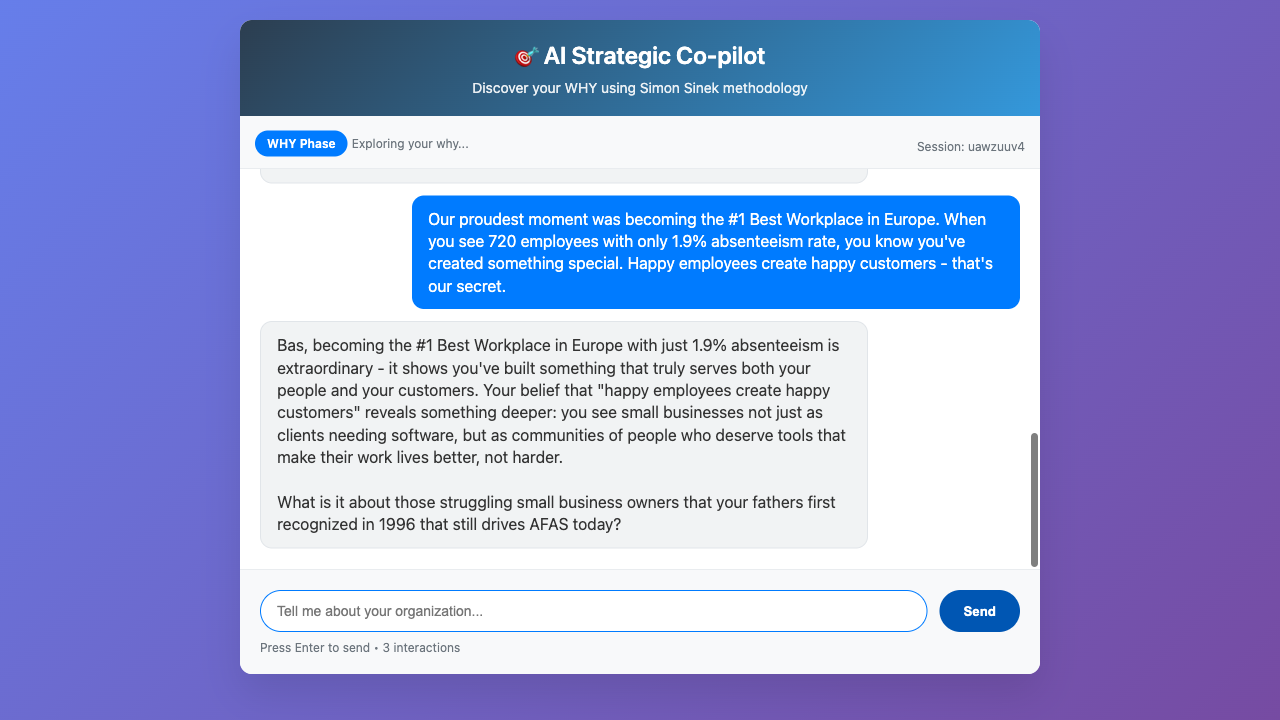 🎯 AI Strategic Co-pilot
Discover your WHY using Simon Sinek methodology
WHY Phase Exploring your why...
Session: uawzuuv4
Our proudest moment was becoming the #1 Best Workplace in Europe. When
you see 720 employees with only 1.9% absenteeism rate, you know you've
created something special. Happy employees create happy customers - that's
our secret.
Bas, becoming the #1 Best Workplace in Europe with just 1.9% absenteeism is
extraordinary - it shows you've built something that truly serves both your
people and your customers. Your belief that "happy employees create happy
customers" reveals something deeper: you see small businesses not just as
clients needing software, but as communities of people who deserve tools that
make their work lives better, not harder.
What is it about those struggling small business owners that your fathers first
recognized in 1996 that still drives AFAS today?
Tell me about your organization...
Send
Press Enter to send • 3 interactions